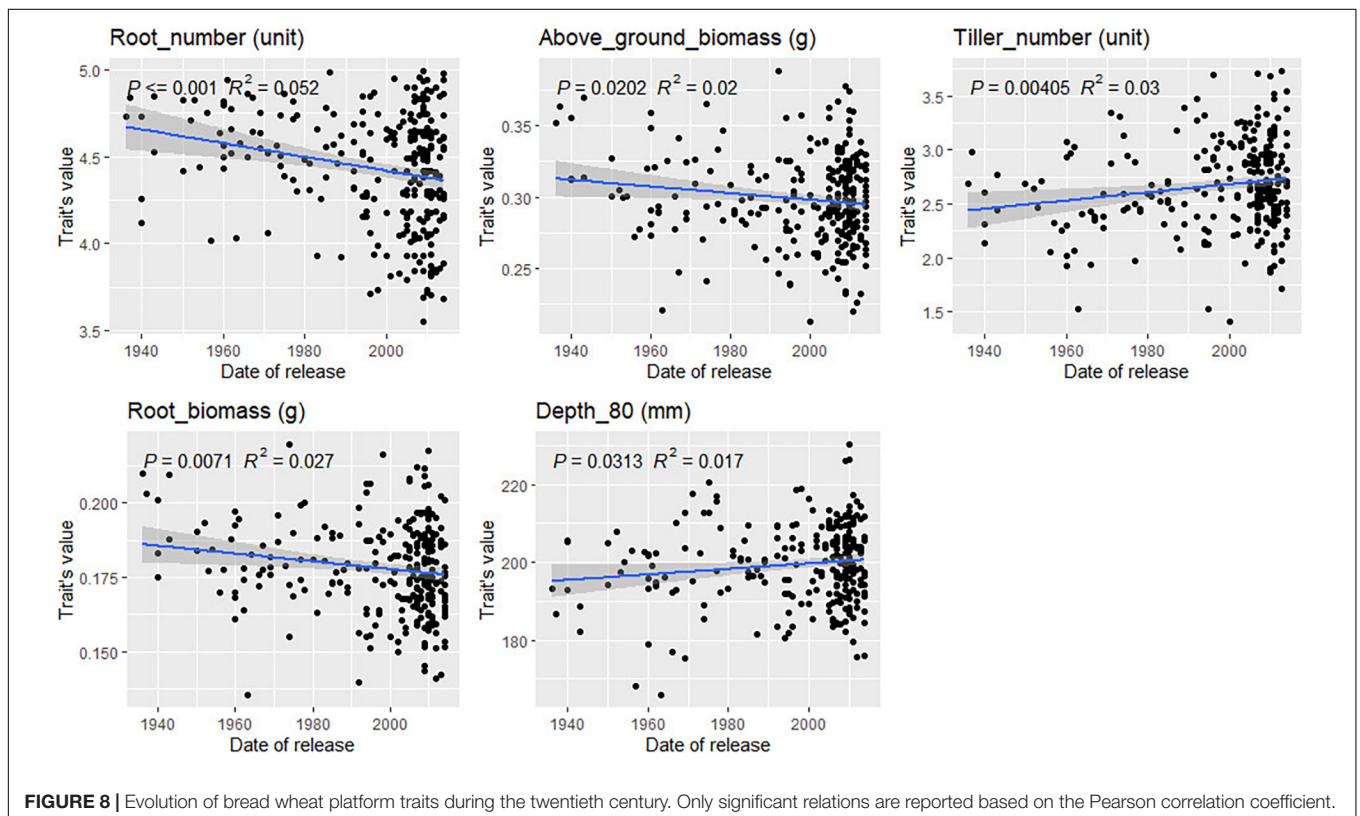 Root_number (unit)
P <= 0.001 R² = 0.052
Trait's value
5.0
4.5
4.0
3.5
1940 1960 1980 2000
Date of release
Above_ground_biomass (g)
P = 0.0202 R² = 0.02
Trait's value
0.35
0.30
0.25
1940 1960 1980 2000
Date of release
Tiller_number (unit)
P = 0.00405 R² = 0.03
Trait's value
3.5
3.0
2.5
2.0
1.5
1940 1960 1980 2000
Date of release
Root_biomass (g)
P = 0.0071 R² = 0.027
Trait's value
0.200
0.175
0.150
1940 1960 1980 2000
Date of release
Depth_80 (mm)
P = 0.0313 R² = 0.017
Trait's value
220
200
180
1940 1960 1980 2000
Date of release
FIGURE 8 | Evolution of bread wheat platform traits during the twentieth century. Only significant relations are reported based on the Pearson correlation coefficient.